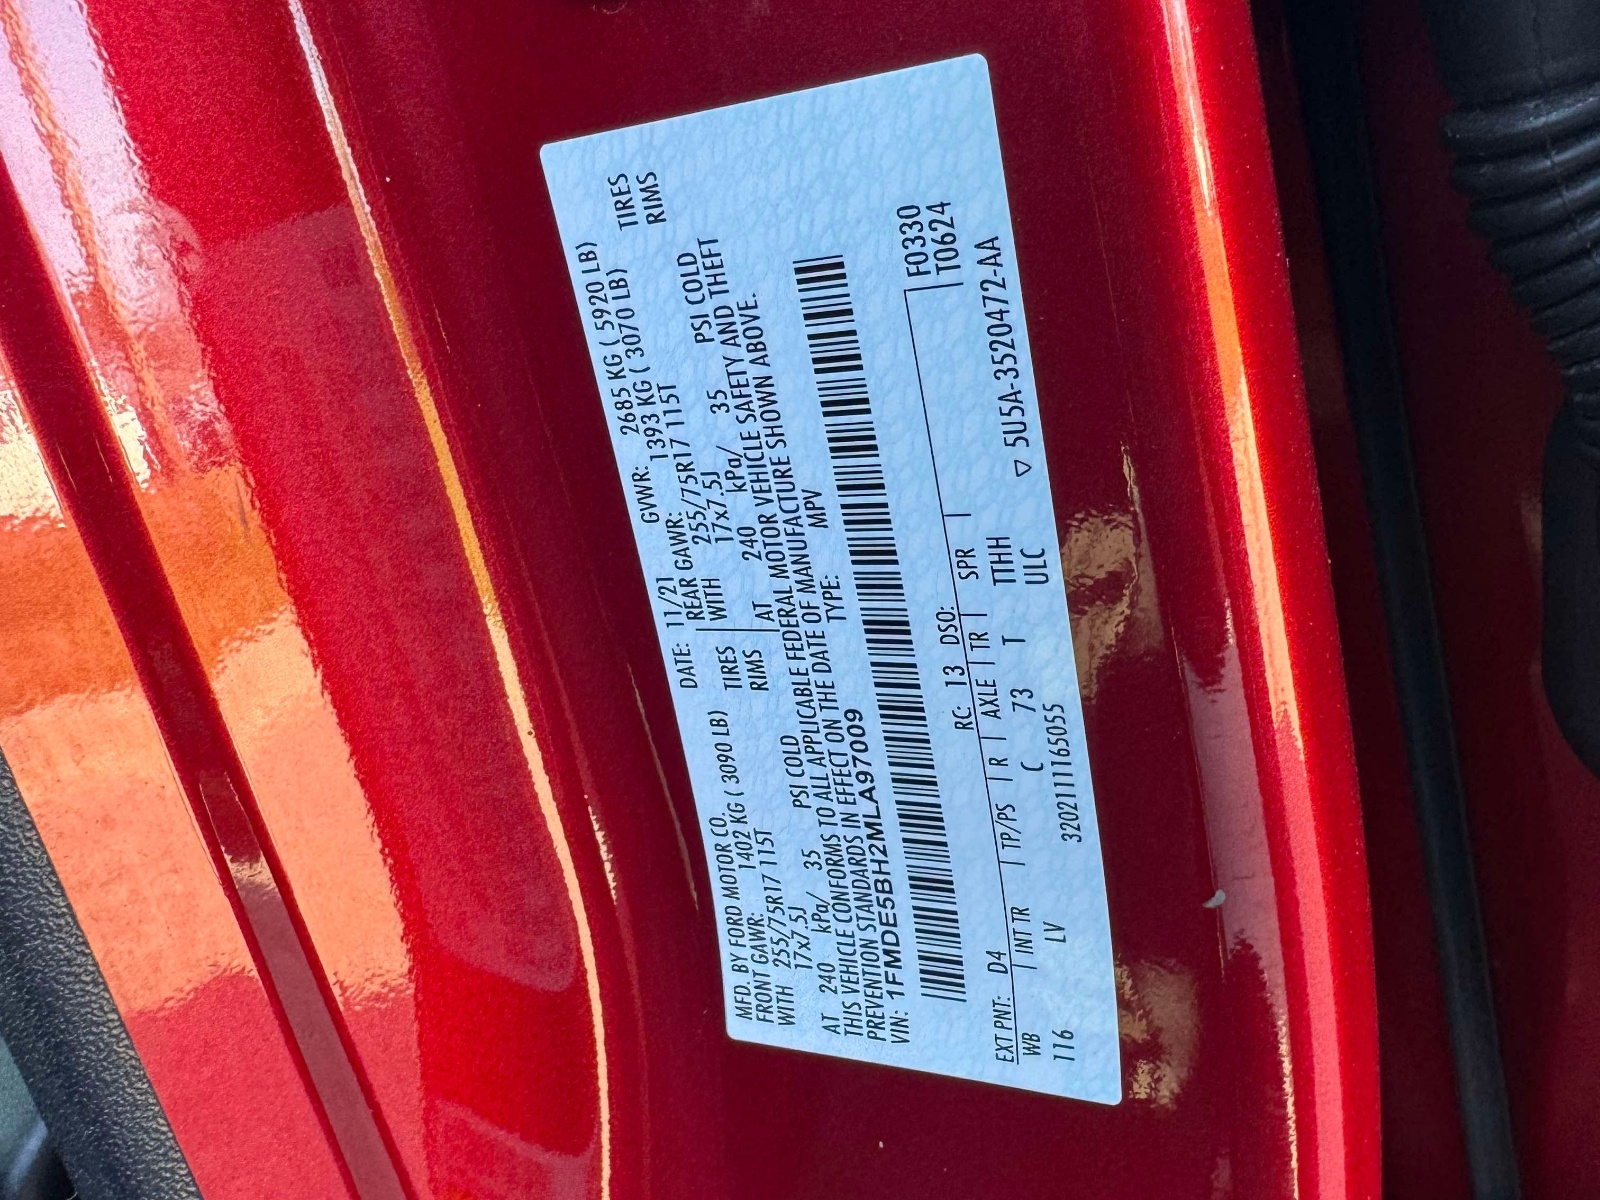 MFD. BY FORD MOTOR CO.
DATE: 11/21 GVWR: 2685 KG ( 5920 LB)
FRONT GAWR: 1402 KG ( 3090 LB) REAR GAWR: 1393 KG ( 3070 LB)
WITH 255/75R17 115T TIRES WITH 255/75R17 115T TIRES
17x7.5J RIMS 17x7.5J RIMS
AT 240 kPa/ 35 PSI COLD AT 240 kPa/ 35 PSI COLD
THIS VEHICLE CONFORMS TO ALL APPLICABLE FEDERAL MOTOR VEHICLE SAFETY AND THEFT
PREVENTION STANDARDS IN EFFECT ON THE DATE OF MANUFACTURE SHOWN ABOVE.
VIN: 1FMDE5BH2MLA97009 TYPE: MPV
F0330
T0624
EXT PNT: D4 RC: 13 DSO:
WB INT TR TP/PS R AXLE TR SPR
116 LV C 73 T TTHH
320211165055 ULC
▽ 5U5A-3520472-AA